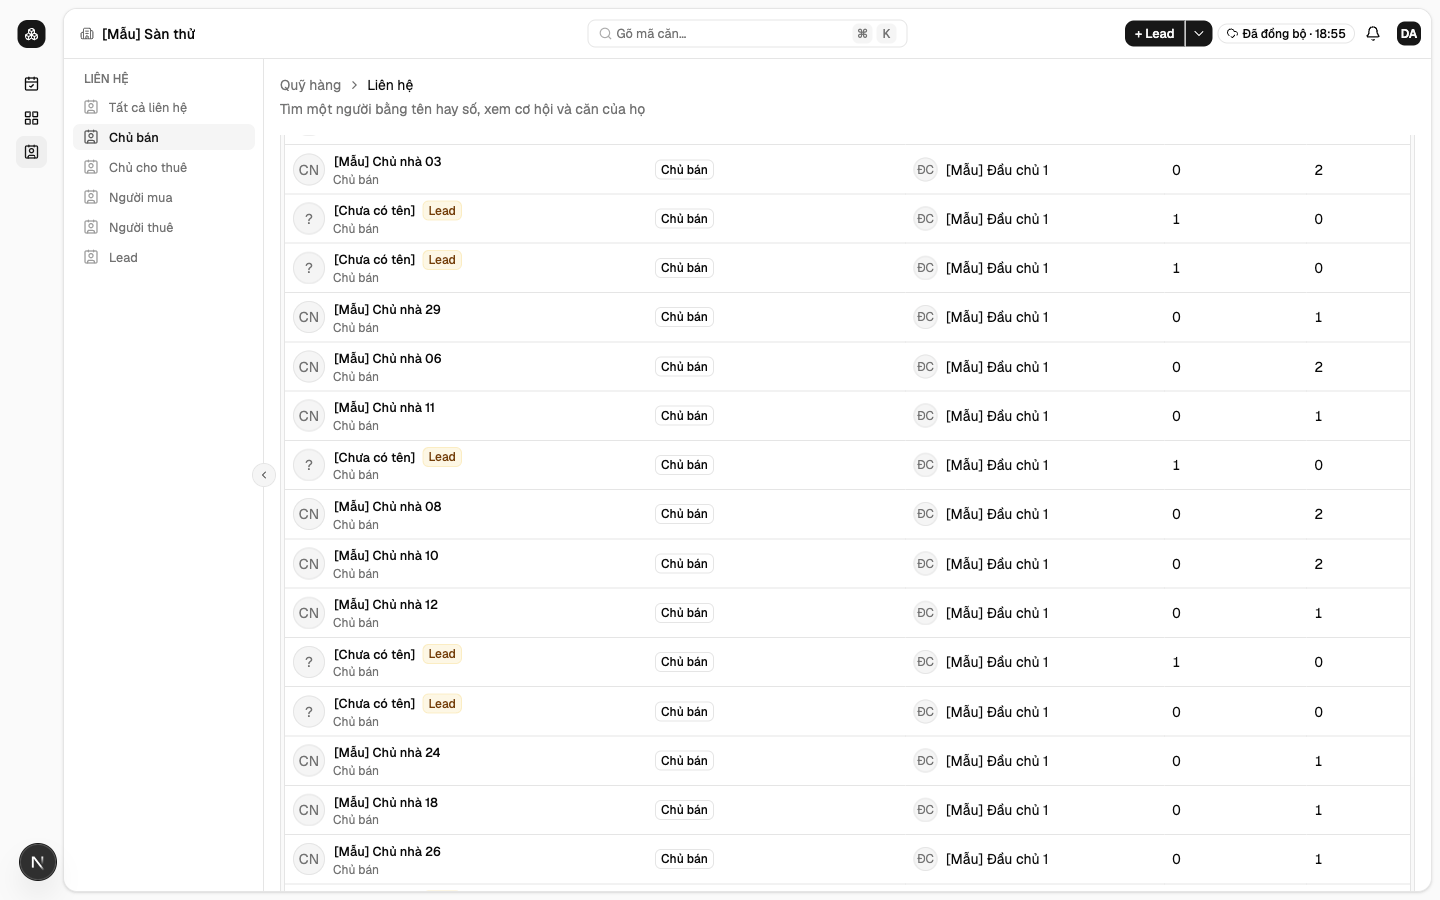 [Mẫu] Sàn thử
Gõ mã căn...
⌘ K
+ Lead
Đã đồng bộ · 18:55
DA
LIÊN HỆ
Tất cả liên hệ
Chủ bán
Chủ cho thuê
Người mua
Người thuê
Lead
Quỹ hàng > Liên hệ
Tìm một người bằng tên hay số, xem cơ hội và căn của họ
CN [Mẫu] Chủ nhà 03 Chủ bán ĐC [Mẫu] Đầu chủ 1 0 2
Chủ bán
? [Chưa có tên] Lead Chủ bán ĐC [Mẫu] Đầu chủ 1 1 0
Chủ bán
? [Chưa có tên] Lead Chủ bán ĐC [Mẫu] Đầu chủ 1 1 0
Chủ bán
CN [Mẫu] Chủ nhà 29 Chủ bán ĐC [Mẫu] Đầu chủ 1 0 1
Chủ bán
CN [Mẫu] Chủ nhà 06 Chủ bán ĐC [Mẫu] Đầu chủ 1 0 2
Chủ bán
CN [Mẫu] Chủ nhà 11 Chủ bán ĐC [Mẫu] Đầu chủ 1 0 1
Chủ bán
? [Chưa có tên] Lead Chủ bán ĐC [Mẫu] Đầu chủ 1 1 0
Chủ bán
CN [Mẫu] Chủ nhà 08 Chủ bán ĐC [Mẫu] Đầu chủ 1 0 2
Chủ bán
CN [Mẫu] Chủ nhà 10 Chủ bán ĐC [Mẫu] Đầu chủ 1 0 2
Chủ bán
CN [Mẫu] Chủ nhà 12 Chủ bán ĐC [Mẫu] Đầu chủ 1 0 1
Chủ bán
? [Chưa có tên] Lead Chủ bán ĐC [Mẫu] Đầu chủ 1 1 0
Chủ bán
? [Chưa có tên] Lead Chủ bán ĐC [Mẫu] Đầu chủ 1 0 0
Chủ bán
CN [Mẫu] Chủ nhà 24 Chủ bán ĐC [Mẫu] Đầu chủ 1 0 1
Chủ bán
CN [Mẫu] Chủ nhà 18 Chủ bán ĐC [Mẫu] Đầu chủ 1 0 1
Chủ bán
CN [Mẫu] Chủ nhà 26 Chủ bán ĐC [Mẫu] Đầu chủ 1 0 1
Chủ bán
N